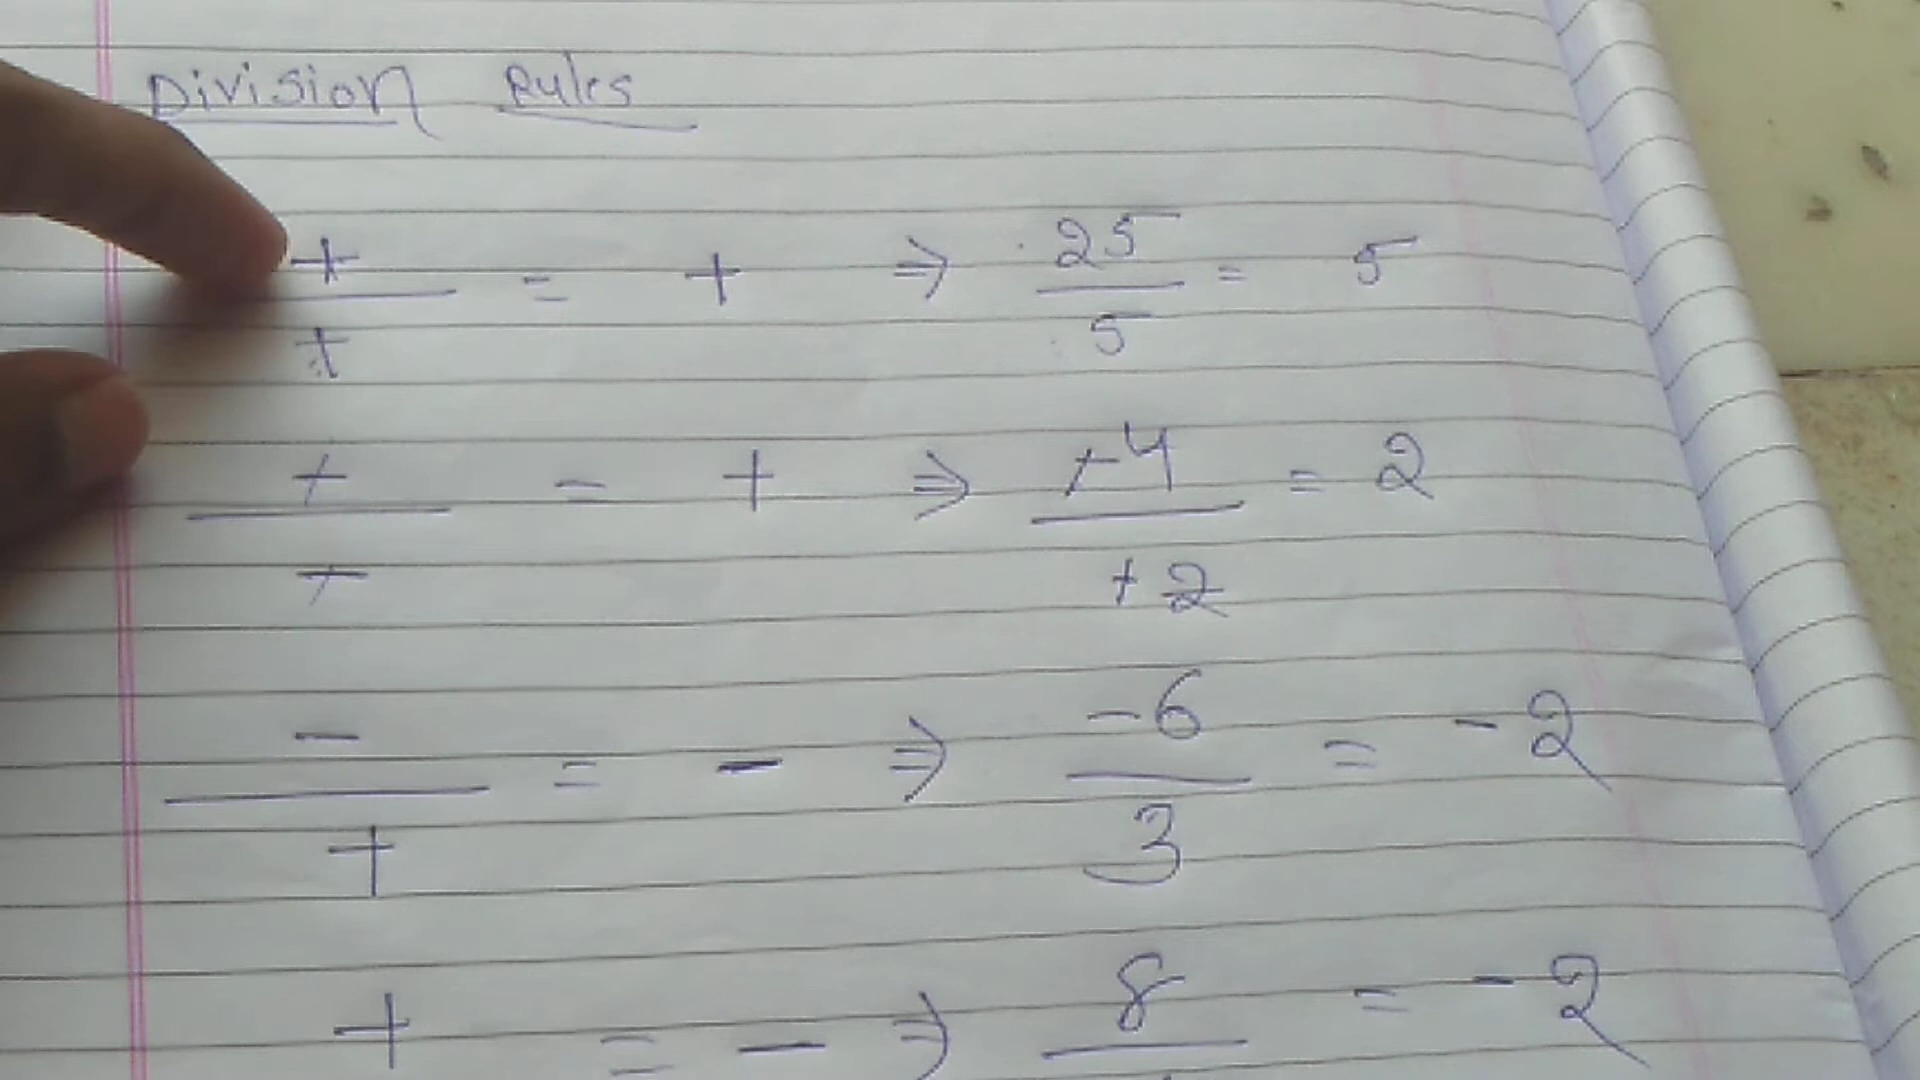 Division Rules
+/+ = + ⇒ 25/5 = 5
+/+ = + ⇒ +4/+2 = 2
-/+ = - ⇒ -6/3 = -2
+ = - ⇒ 8 = -2